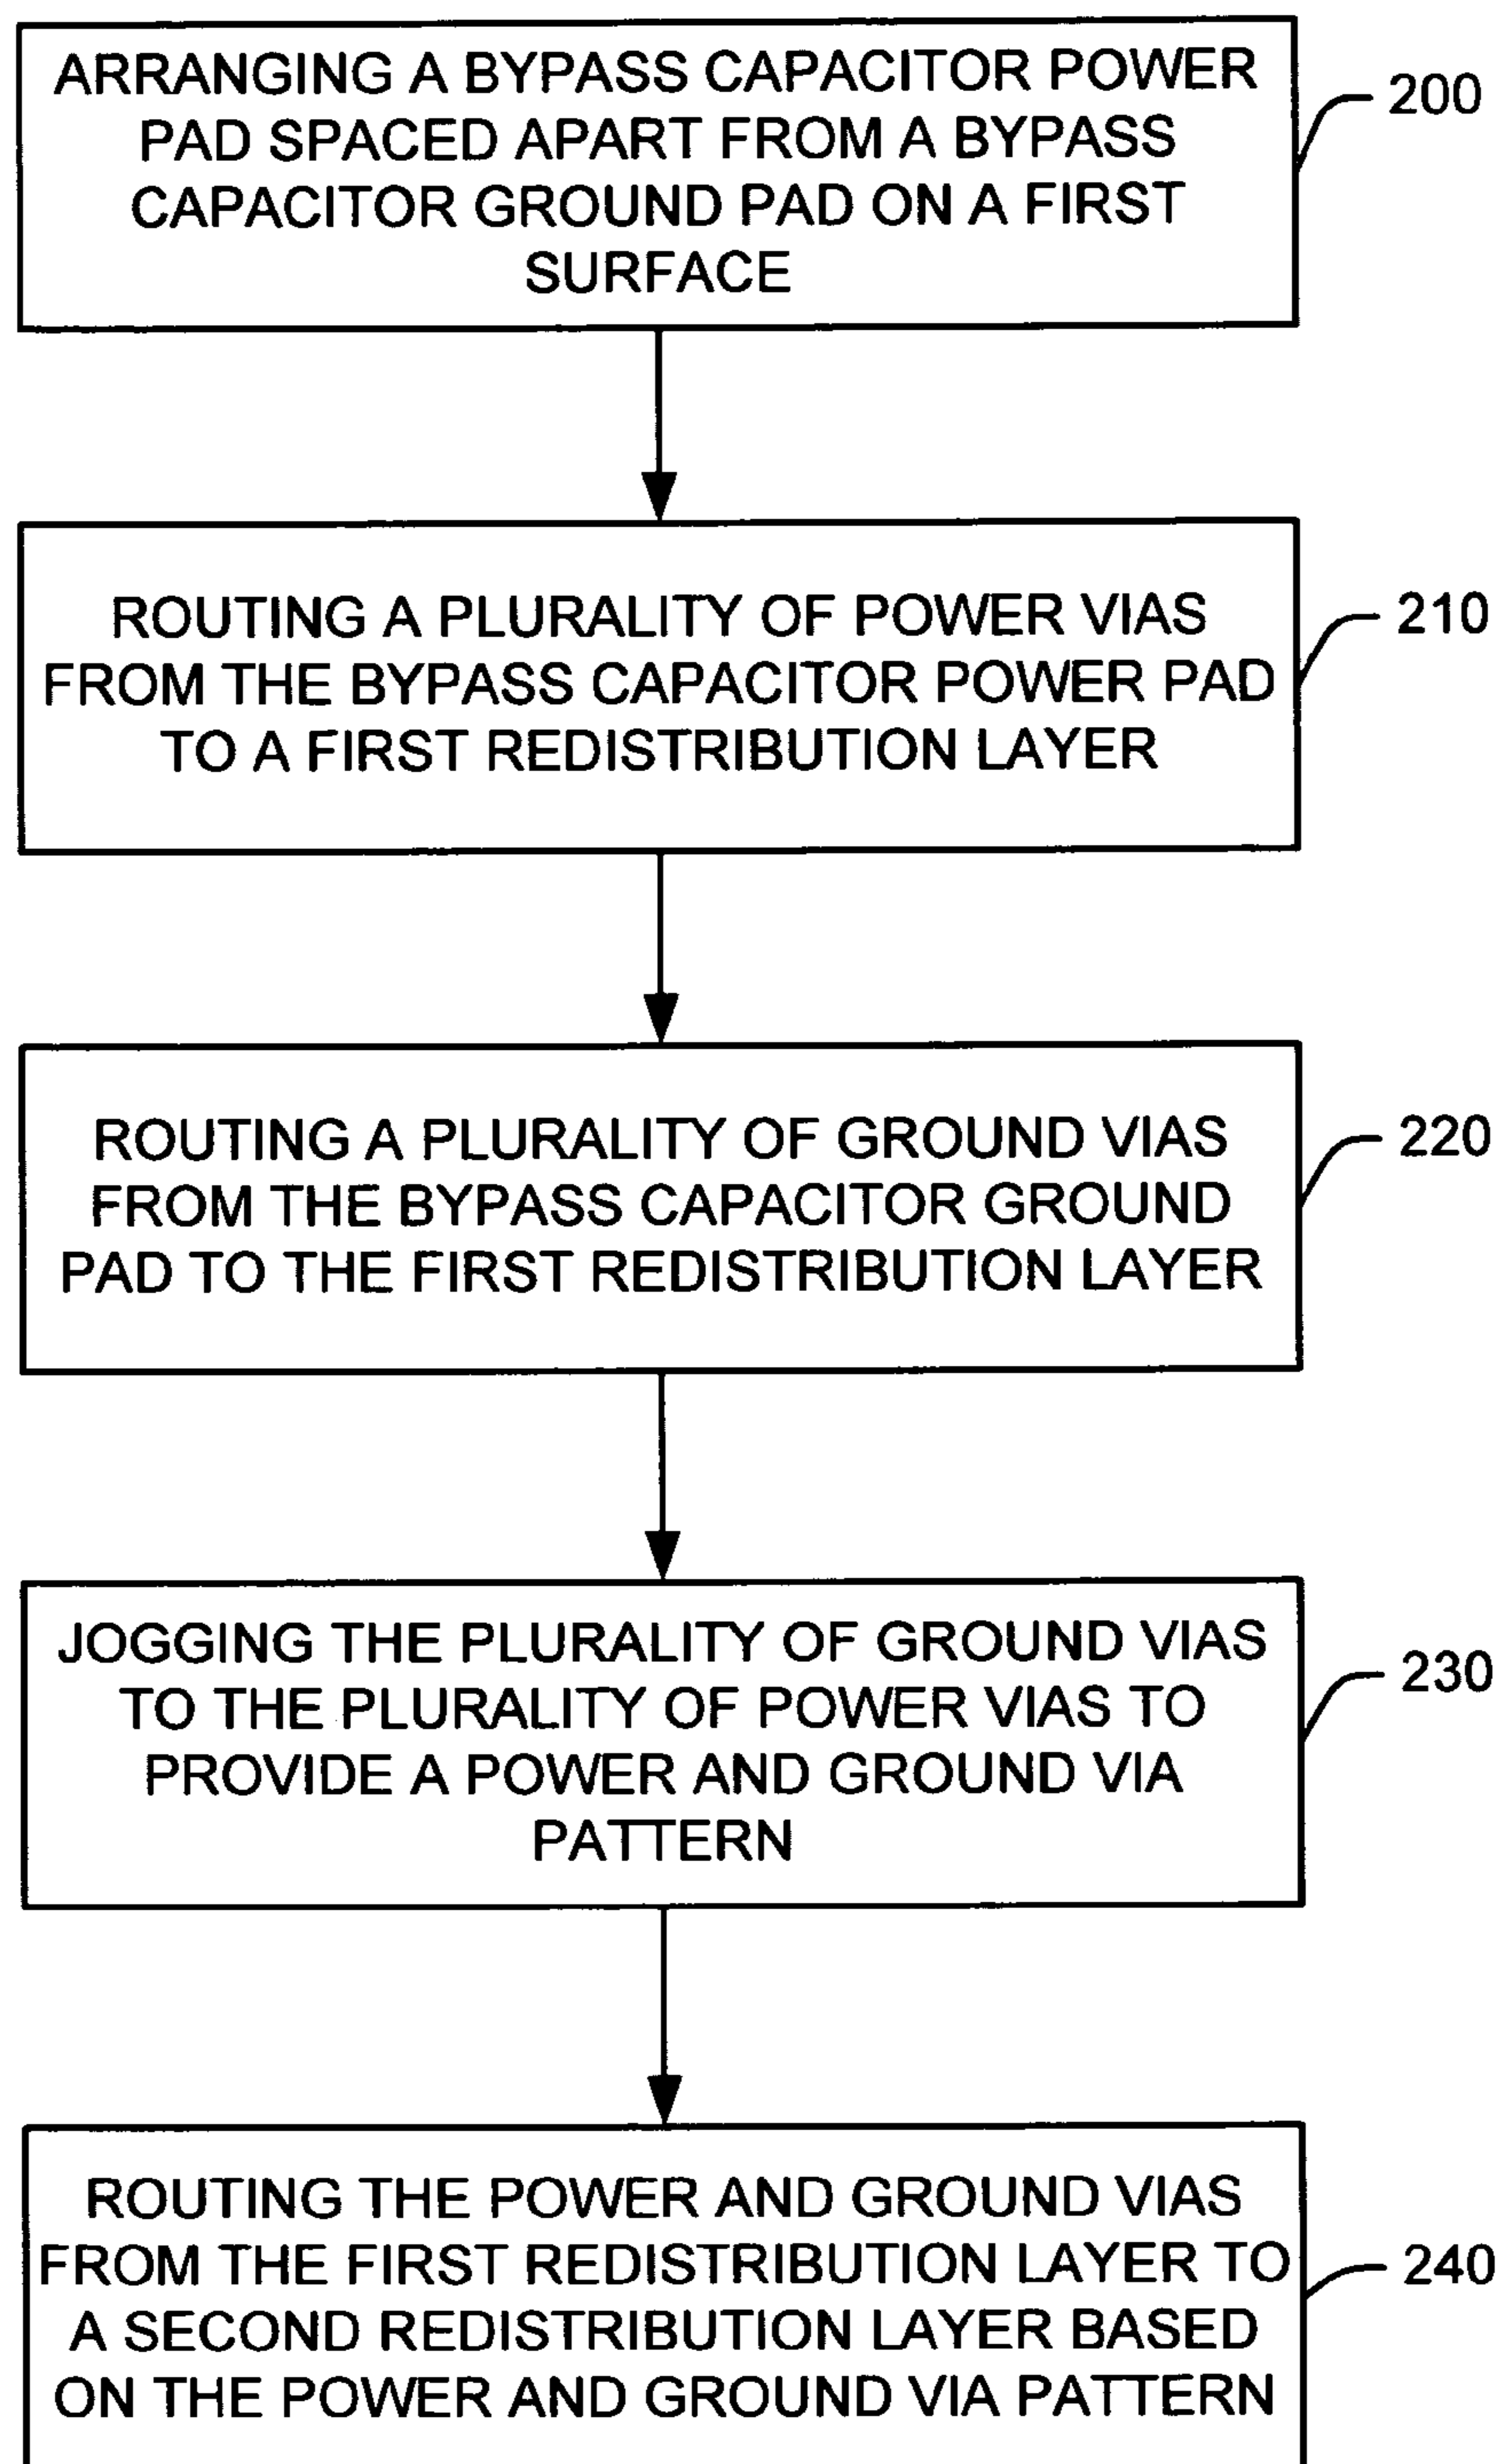 ARRANGING A BYPASS CAPACITOR POWER
PAD SPACED APART FROM A BYPASS
CAPACITOR GROUND PAD ON A FIRST
SURFACE
200
ROUTING A PLURALITY OF POWER VIAS
FROM THE BYPASS CAPACITOR POWER PAD
TO A FIRST REDISTRIBUTION LAYER
210
ROUTING A PLURALITY OF GROUND VIAS
FROM THE BYPASS CAPACITOR GROUND
PAD TO THE FIRST REDISTRIBUTION LAYER
220
JOGGING THE PLURALITY OF GROUND VIAS
TO THE PLURALITY OF POWER VIAS TO
PROVIDE A POWER AND GROUND VIA
PATTERN
230
ROUTING THE POWER AND GROUND VIAS
FROM THE FIRST REDISTRIBUTION LAYER TO
A SECOND REDISTRIBUTION LAYER BASED
ON THE POWER AND GROUND VIA PATTERN
240